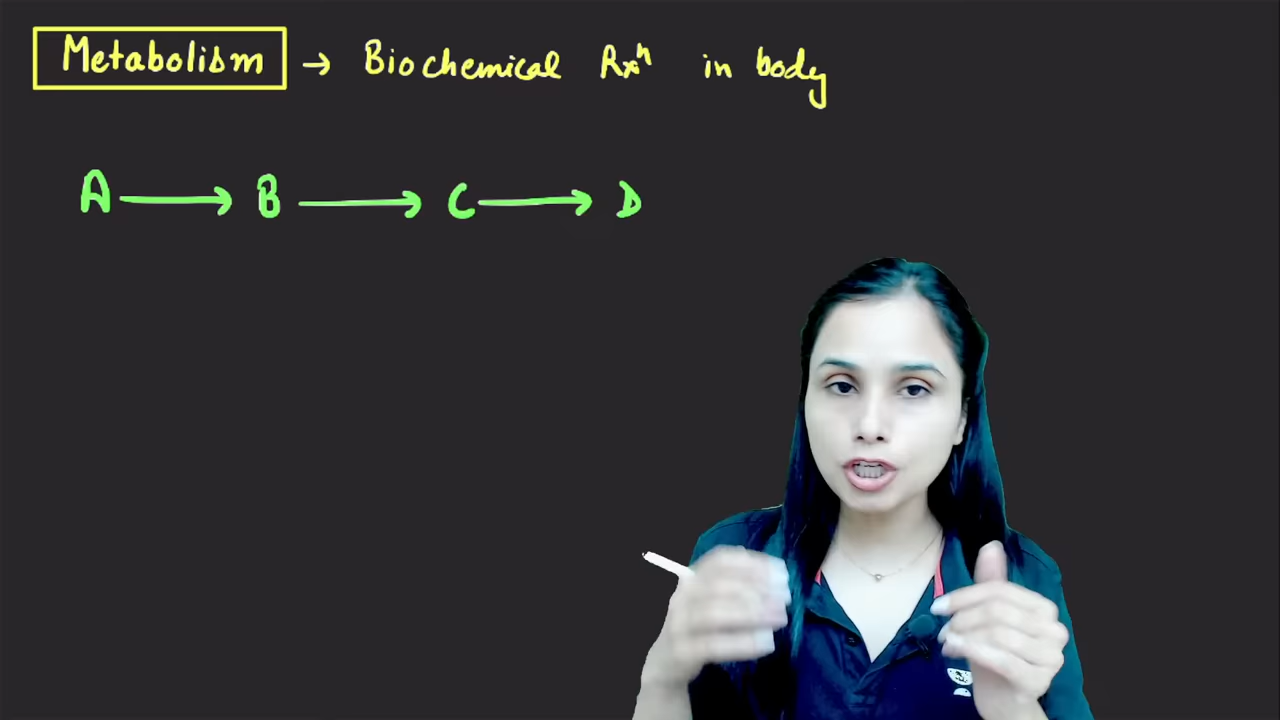 Metabolism → Biochemical Rxⁿ in body
A → B → C → D